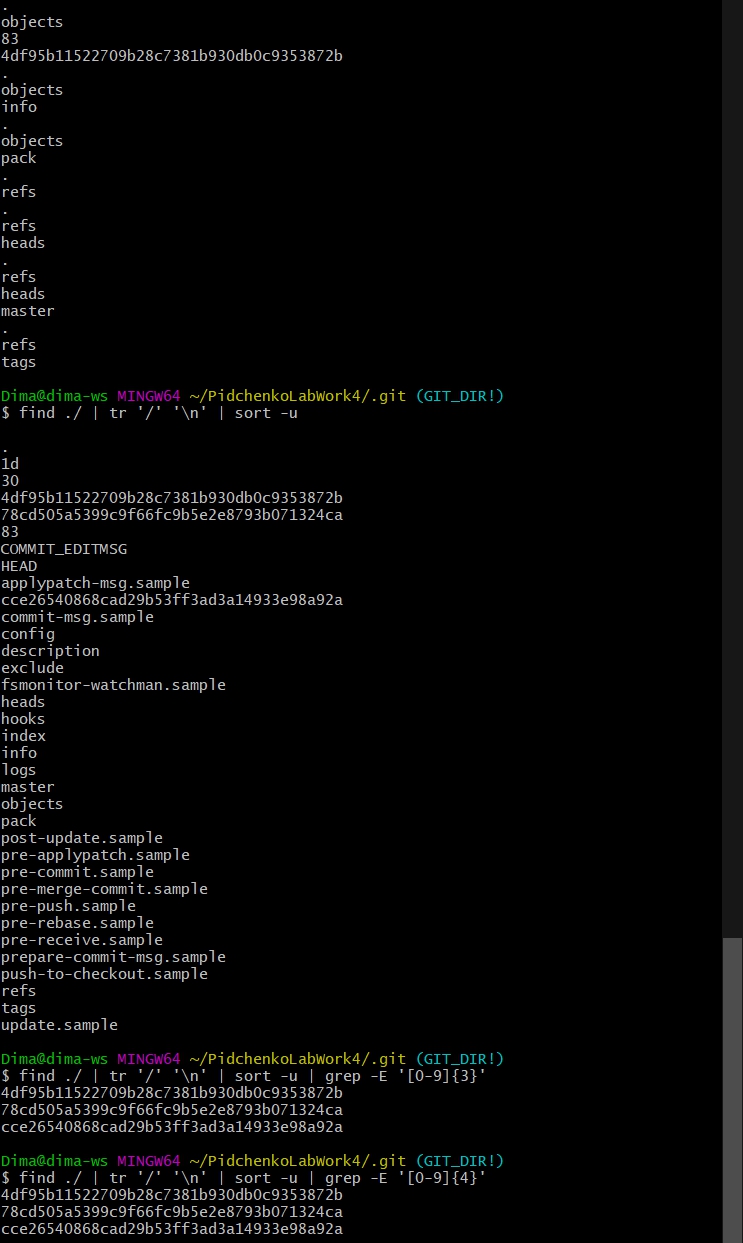 .
objects
83
4df95b11522709b28c7381b930db0c9353872b
.
objects
info
.
objects
pack
.
refs
.
refs
heads
.
refs
heads
master
.
refs
tags
Dima@dima-ws MINGW64 ~/PidchenkoLabWork4/.git (GIT_DIR!)
$ find ./ | tr '/' '\n' | sort -u
.
1d
30
4df95b11522709b28c7381b930db0c9353872b
78cd505a5399c9f66fc9b5e2e8793b071324ca
83
COMMIT_EDITMSG
HEAD
applypatch-msg.sample
cce26540868cad29b53ff3ad3a14933e98a92a
commit-msg.sample
config
description
exclude
fsmonitor-watchman.sample
heads
hooks
index
info
logs
master
objects
pack
post-update.sample
pre-applypatch.sample
pre-commit.sample
pre-merge-commit.sample
pre-push.sample
pre-rebase.sample
pre-receive.sample
prepare-commit-msg.sample
push-to-checkout.sample
refs
tags
update.sample
Dima@dima-ws MINGW64 ~/PidchenkoLabWork4/.git (GIT_DIR!)
$ find ./ | tr '/' '\n' | sort -u | grep -E '[0-9]{3}'
4df95b11522709b28c7381b930db0c9353872b
78cd505a5399c9f66fc9b5e2e8793b071324ca
cce26540868cad29b53ff3ad3a14933e98a92a
Dima@dima-ws MINGW64 ~/PidchenkoLabWork4/.git (GIT_DIR!)
$ find ./ | tr '/' '\n' | sort -u | grep -E '[0-9]{4}'
4df95b11522709b28c7381b930db0c9353872b
78cd505a5399c9f66fc9b5e2e8793b071324ca
cce26540868cad29b53ff3ad3a14933e98a92a